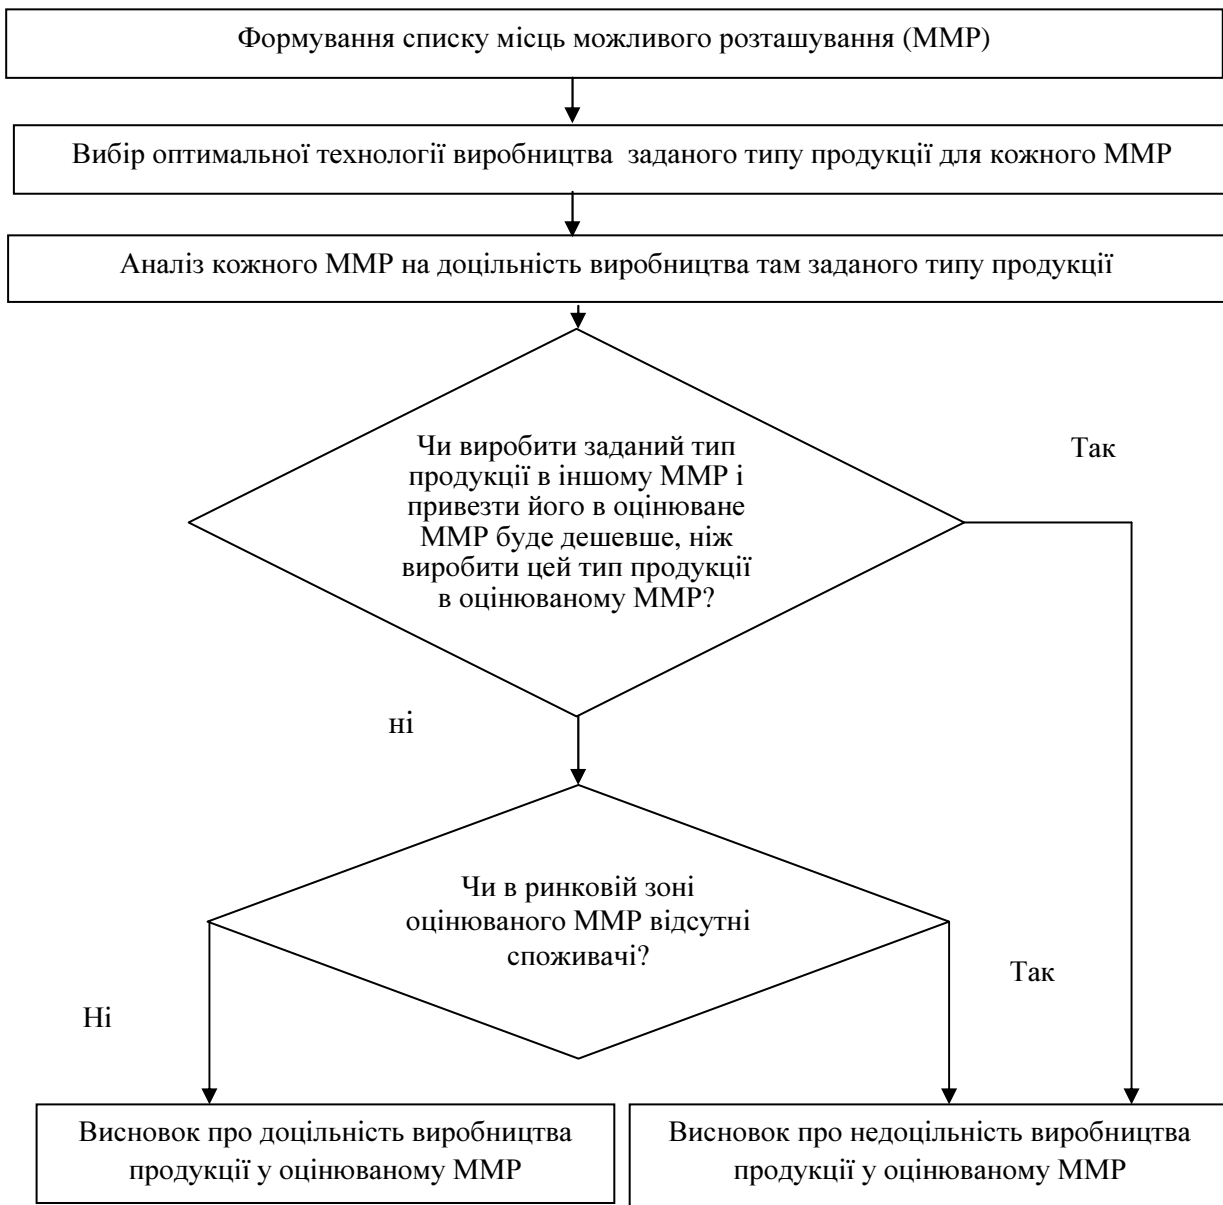 Формування списку місць можливого розташування (ММР)
Вибір оптимальної технології виробництва заданого типу продукції для кожного ММР
Аналіз кожного ММР на доцільність виробництва там заданого типу продукції
Чи виробити заданий тип
продукції в іншому ММР і
привезти його в оцінюване
ММР буде дешевше, ніж
виробити цей тип продукції
в оцінюваному ММР?
Так
ні
Чи в ринковій зоні
оцінюваного ММР відсутні
споживачі?
Ні
Так
Висновок про доцільність виробництва
продукції у оцінюваному ММР
Висновок про недоцільність виробництва
продукції у оцінюваному ММР